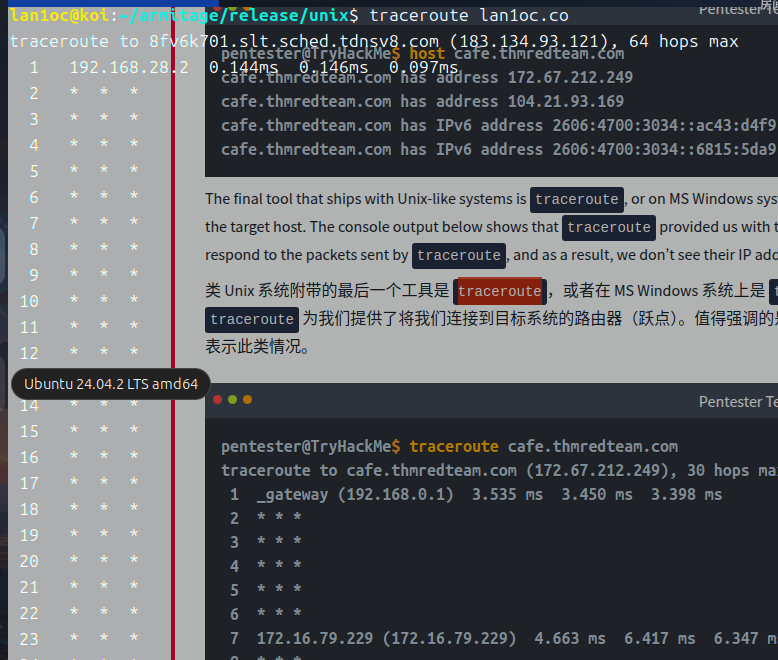 lan1oc@koi:~/armitage/release/unix$ traceroute lan1oc.co
traceroute to 8fv6k701.slt.sched.tdnsv8.com (183.134.93.121), 64 hops max
1 192.168.28.2 0.144ms 0.146ms 0.097ms
2 * * *
3 * * *
4 * * *
5 * * *
6 * * *
7 * * *
8 * * *
9 * * *
10 * * *
11 * * *
12 * * *
Ubuntu 24.04.2 LTS amd64
14 * * *
15 * * *
16 * * *
17 * * *
18 * * *
19 * * *
20 * * *
21 * * *
22 * * *
23 * * *
Pentester Te
房间
pentester@TryHackMe$ host cafe.thmredteam.com
cafe.thmredteam.com has address 172.67.212.249
cafe.thmredteam.com has address 104.21.93.169
cafe.thmredteam.com has IPv6 address 2606:4700:3034::ac43:d4f9
cafe.thmredteam.com has IPv6 address 2606:4700:3034::6815:5da9
The final tool that ships with Unix-like systems is traceroute, or on MS Windows sys
the target host. The console output below shows that traceroute provided us with t
respond to the packets sent by traceroute, and as a result, we don’t see their IP add
类 Unix 系统附带的最后一个工具是 traceroute，或者在 MS Windows 系统上是 t
traceroute 为我们提供了将我们连接到目标系统的路由器（跃点）。值得强调的是
表示此类情况。
Pentester Te
pentester@TryHackMe$ traceroute cafe.thmredteam.com
traceroute to cafe.thmredteam.com (172.67.212.249), 30 hops ma
1 _gateway (192.168.0.1) 3.535 ms 3.450 ms 3.398 ms
2 * * *
3 * * *
4 * * *
5 * * *
6 * * *
7 172.16.79.229 (172.16.79.229) 4.663 ms 6.417 ms 6.347 m